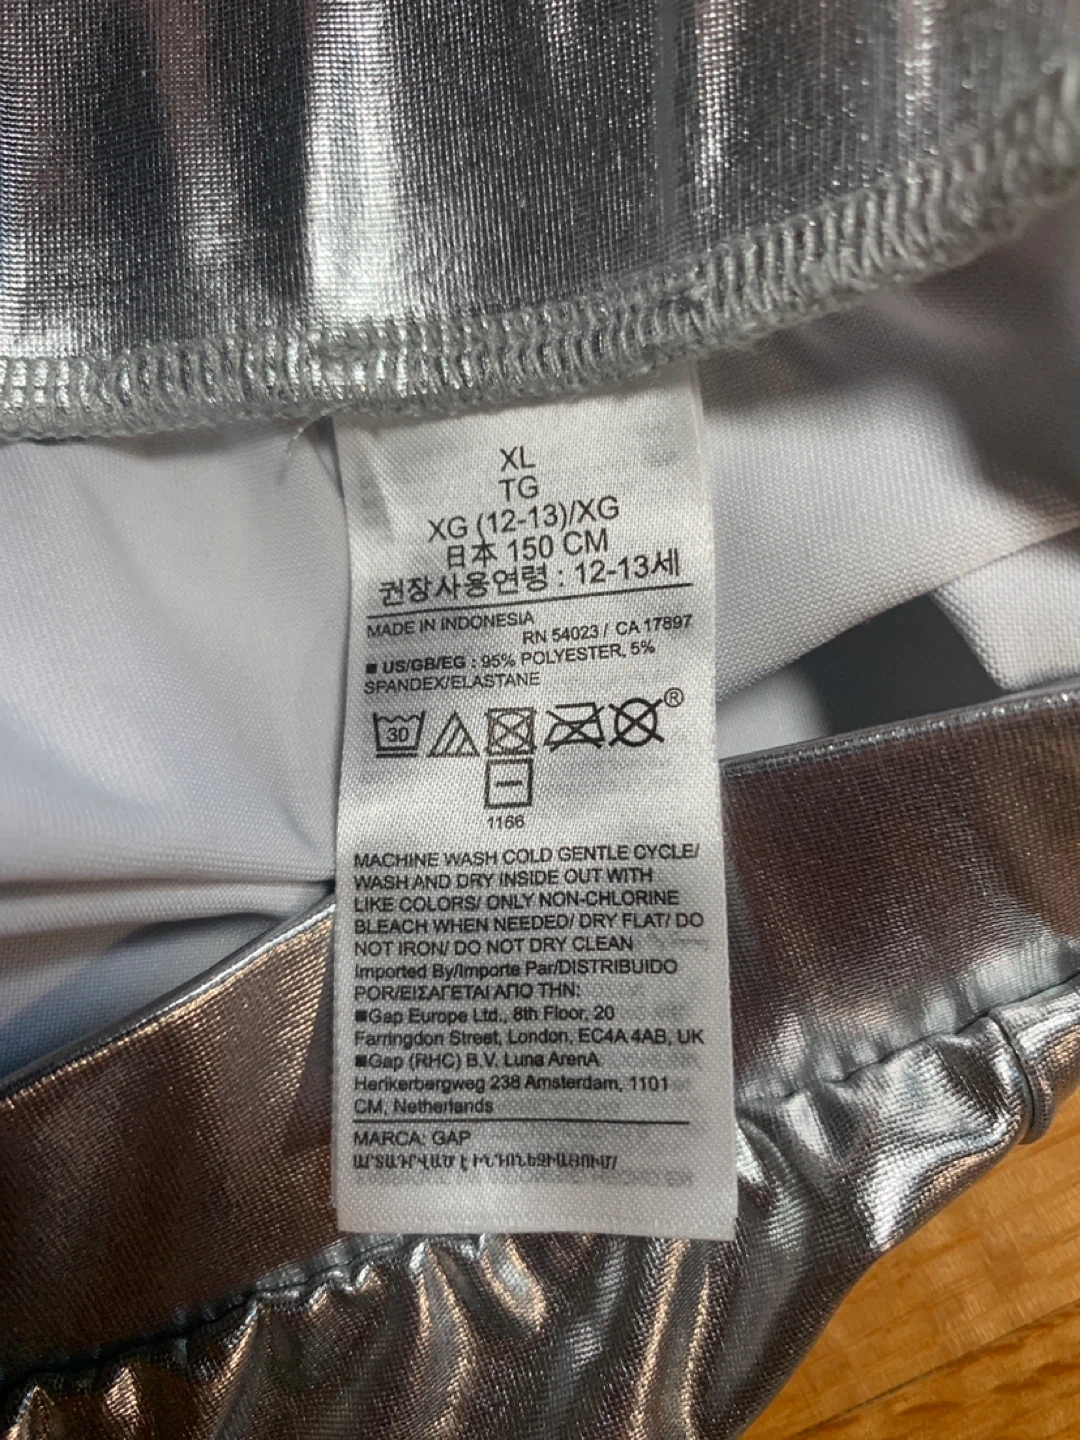 XL
TG
XG (12-13)/XG
日本 150 CM
권장사용연령 : 12-13세
MADE IN INDONESIA
RN 54023 / CA 17897
■ US/GB/EG : 95% POLYESTER, 5%
SPANDEX/ELASTANE
30
®
1166
MACHINE WASH COLD GENTLE CYCLE/
WASH AND DRY INSIDE OUT WITH
LIKE COLORS/ ONLY NON-CHLORINE
BLEACH WHEN NEEDED/ DRY FLAT/ DO
NOT IRON/ DO NOT DRY CLEAN
Imported By/Importe Par/DISTRIBUIDO
POR/ΕΙΣΑΓΕΤΑΙ ΑΠΟ ΤΗΝ:
■Gap Europe Ltd., 8th Floor, 20
Farringdon Street, London, EC4A 4AB, UK
■Gap (RHC) B.V. Luna ArenA
Herikerbergweg 238 Amsterdam, 1101
CM, Netherlands
MARCA: GAP
ԱՐՏԱԴՐՎԱԾ Է ԻՆԴՈՆԵԶԻԱՅՈՒՄ/